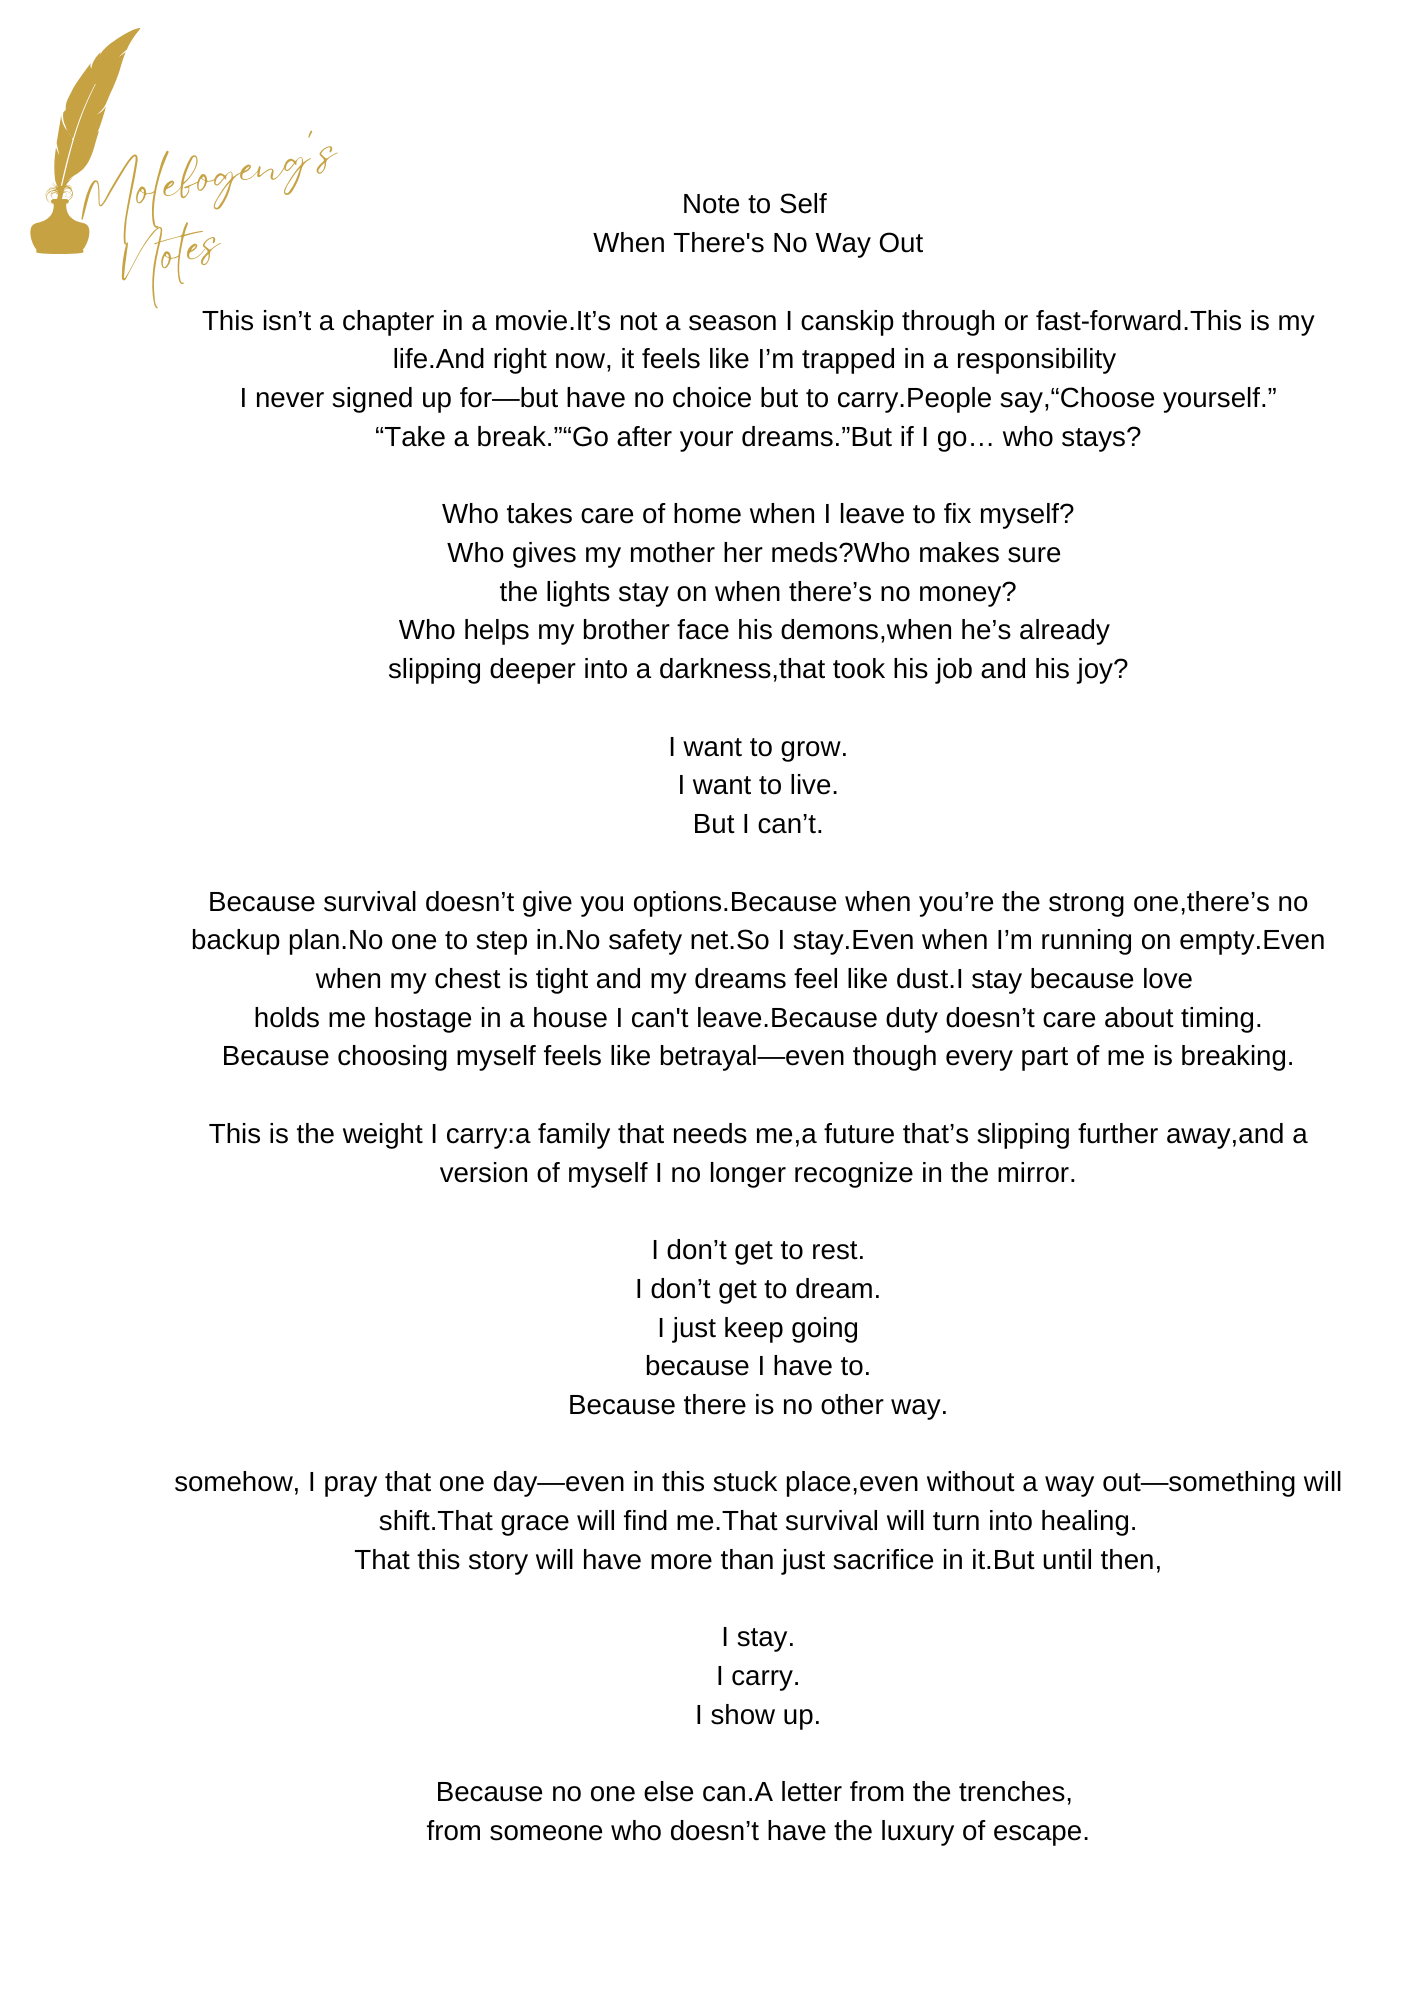 Molebogeng's
Notes
Note to Self
When There's No Way Out
This isn’t a chapter in a movie.It’s not a season I canskip through or fast-forward.This is my
life.And right now, it feels like I’m trapped in a responsibility
I never signed up for—but have no choice but to carry.People say,“Choose yourself.”
“Take a break.”“Go after your dreams.”But if I go… who stays?
Who takes care of home when I leave to fix myself?
Who gives my mother her meds?Who makes sure
the lights stay on when there’s no money?
Who helps my brother face his demons,when he’s already
slipping deeper into a darkness,that took his job and his joy?
I want to grow.
I want to live.
But I can’t.
Because survival doesn’t give you options.Because when you’re the strong one,there’s no
backup plan.No one to step in.No safety net.So I stay.Even when I’m running on empty.Even
when my chest is tight and my dreams feel like dust.I stay because love
holds me hostage in a house I can't leave.Because duty doesn’t care about timing.
Because choosing myself feels like betrayal—even though every part of me is breaking.
This is the weight I carry:a family that needs me,a future that’s slipping further away,and a
version of myself I no longer recognize in the mirror.
I don’t get to rest.
I don’t get to dream.
I just keep going
because I have to.
Because there is no other way.
somehow, I pray that one day—even in this stuck place,even without a way out—something will
shift.That grace will find me.That survival will turn into healing.
That this story will have more than just sacrifice in it.But until then,
I stay.
I carry.
I show up.
Because no one else can.A letter from the trenches,
from someone who doesn’t have the luxury of escape.